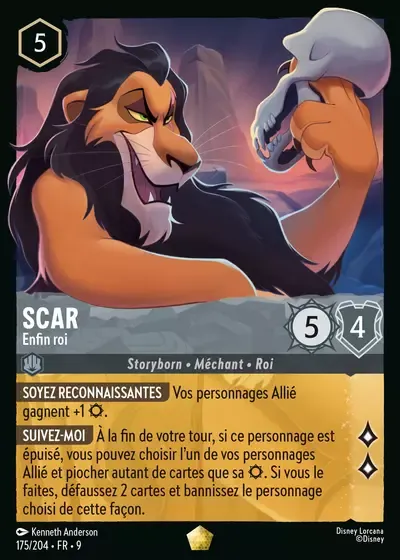 5
SCAR
Enfin roi
5
4
Storyborn • Méchant • Roi
SOYEZ RECONNAISSANTES Vos personnages Allié
gagnent +1 .
SUIVEZ-MOI À la fin de votre tour, si ce personnage est
épuisé, vous pouvez choisir l'un de vos personnages
Allié et piocher autant de cartes que sa . Si vous le
faites, défaussez 2 cartes et bannissez le personnage
choisi de cette façon.
Kenneth Anderson
175/204 • FR • 9
Disney Lorcana
©Disney